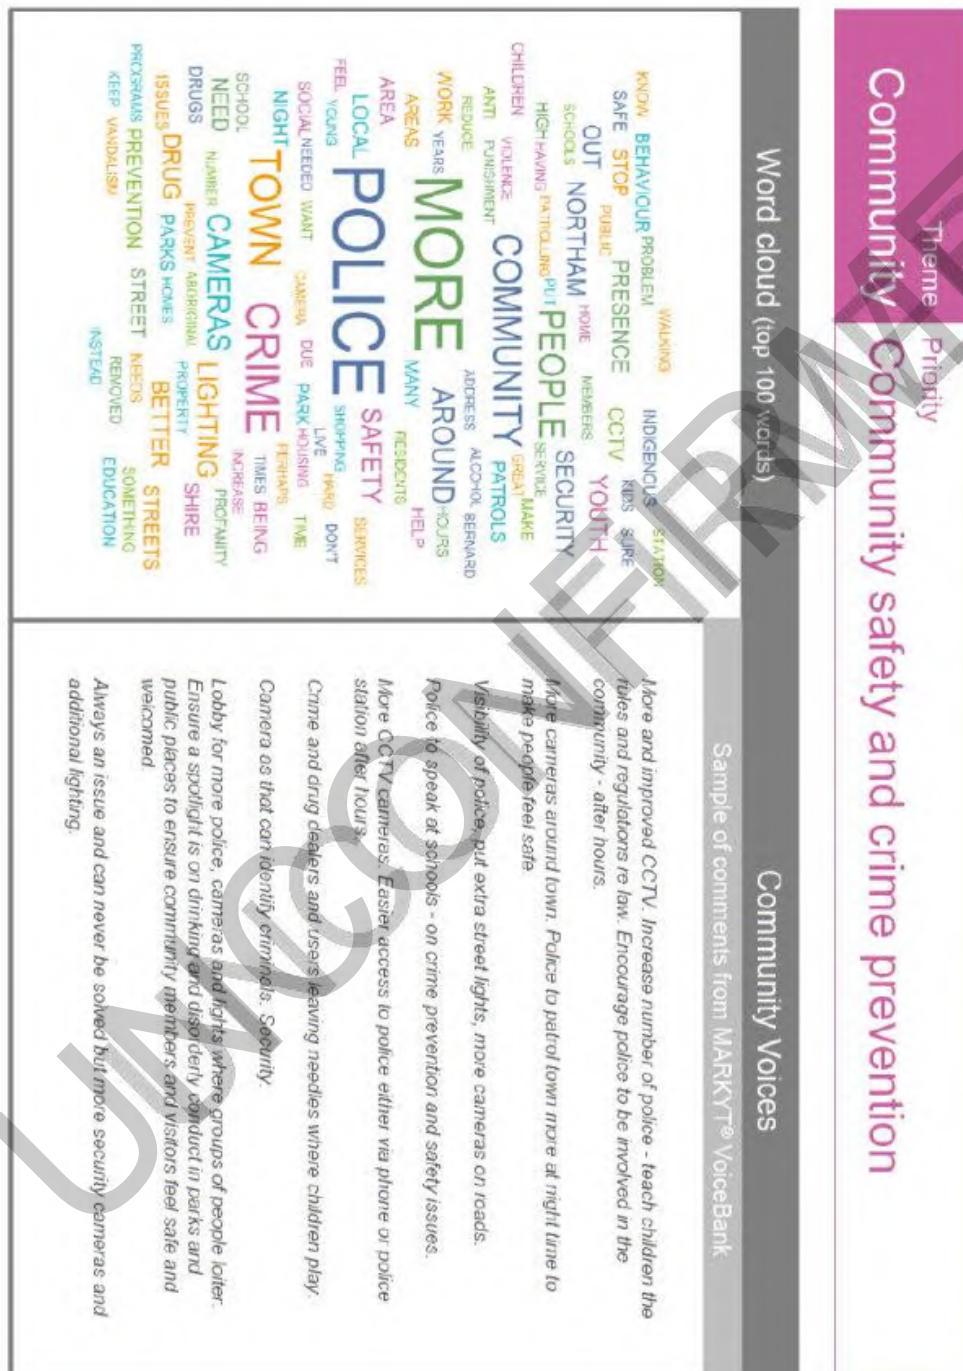 Theme
Community
Priority
Community safety and crime prevention
Word cloud (top 100 words)
Community Voices
Sample of comments from MARKYT® VoiceBank
WALKING
INDIGENOUS STATION
KNOW BEHAVIOUR PROBLEM
KIDS SURE
SAFE STOP PUBLIC PRESENCE CCTV YOUTH
OUT NORTHAM HOME MEMBERS
SCHOOLS
SECURITY
HIGH HAVING PATROLLING PUT PEOPLE SERVICE
MAKE
CHILDREN VIOLENCE COMMUNITY GREAT PATROLS
ANTI PUNISHMENT
ADDRESS ALCOHOL BERNARD
REDUCE
WORK YEARS MORE AROUND HOURS
AREAS MANY RESIDENTS HELP
AREA
LOCAL POLICE SAFETY SERVICES
FEEL YOUNG SHOPPING HARD DON'T
LIVE
SOCIAL NEEDED WANT CAMERA DUE PARK HOUSING TIME
NIGHT TOWN CRIME PERHAPS
TIMES BEING
SCHOOL INCREASE
NEED NUMBER CAMERAS LIGHTING PROFANITY
DRUGS PREVENT ABORIGINAL PROPERTY SHIRE
ISSUES DRUG PARKS HOMES BETTER STREETS
PROGRAMS PREVENTION STREET NEEDS SOMETHING
KEEP VANDALISM REMOVED EDUCATION
INSTEAD
More and improved CCTV. Increase number of police - teach children the
rules and regulations re law. Encourage police to be involved in the
community - after hours.
More cameras around town. Police to patrol town more at night time to
make people feel safe
Visibility of police, put extra street lights, more cameras on roads.
Police to speak at schools - on crime prevention and safety issues.
More CCTV cameras. Easier access to police either via phone or police
station after hours.
Crime and drug dealers and users leaving needles where children play.
Camera as that can identify criminals. Security.
Lobby for more police, cameras and lights where groups of people loiter.
Ensure a spotlight is on drinking and disorderly conduct in parks and
public places to ensure community members and visitors feel safe and
welcomed.
Always an issue and can never be solved but more security cameras and
additional lighting.